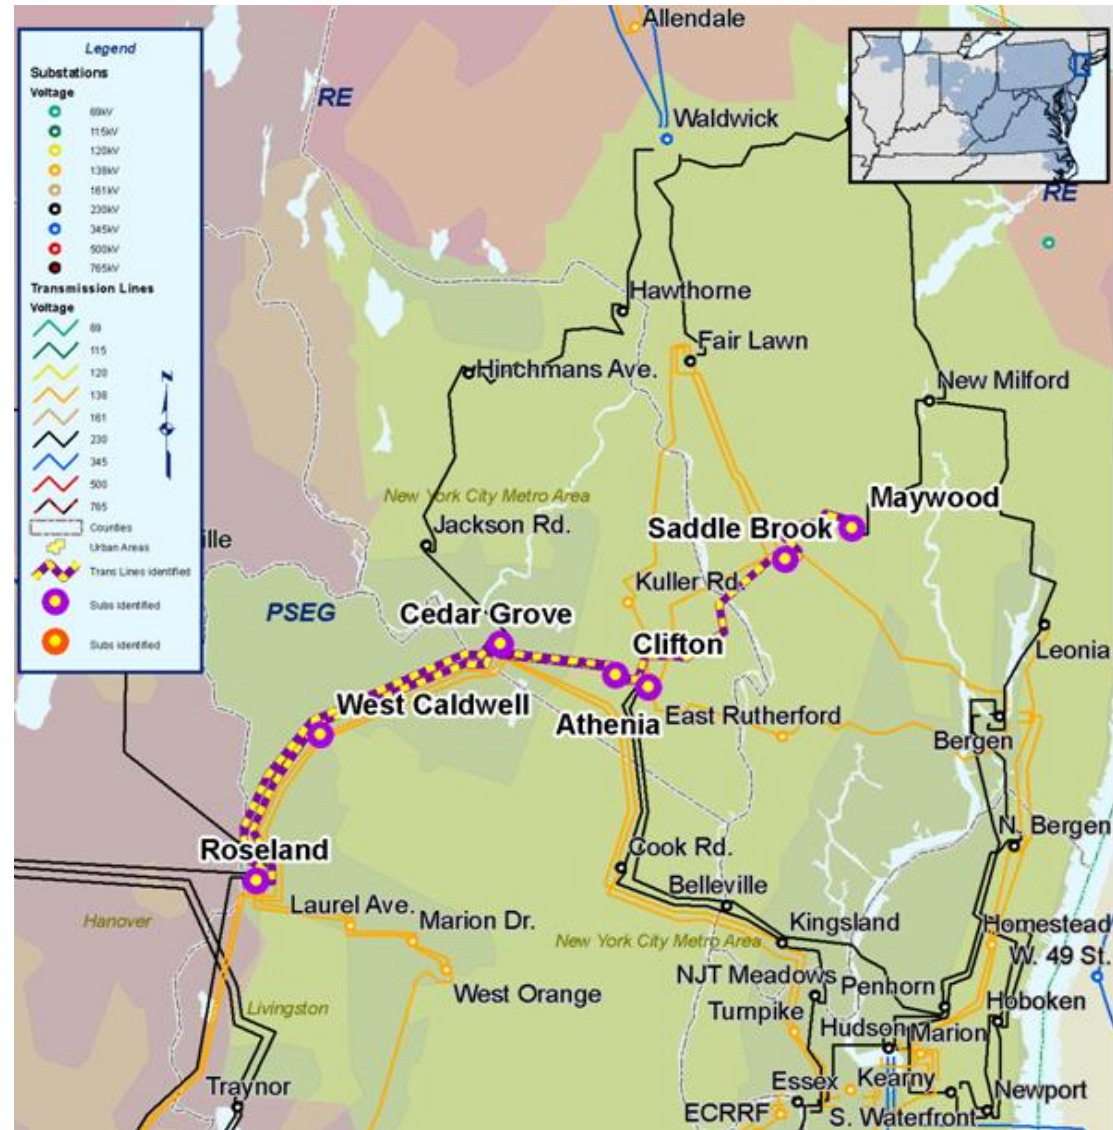 Legend
Substations
Voltage
69kV
115kV
120kV
138kV
161kV
230kV
345kV
500kV
765kV
Transmission Lines
Voltage
69
115
120
138
161
230
345
500
765
Counties
Urban Areas
Trans Lines identified
Subs identified
Subs identified
N
Allendale
RE
Waldwick
RE
Hawthorne
Fair Lawn
Hinchmans Ave.
New Milford
New York City Metro Area
Maywood
Jackson Rd.
Saddle Brook
ille
Kuller Rd.
PSEG
Cedar Grove
Clifton
Leonia
West Caldwell
Athenia
East Rutherford
Bergen
Roseland
N. Bergen
Cook Rd.
Belleville
Laurel Ave.
Marion Dr.
Hanover
Kingsland
Homestead
New York City Metro Area
W. 49 St.
NJT Meadows
Penhorn
West Orange
Hoboken
Livingston
Turnpike
Hudson
Marion
Traynor
Essex
Kearny
Newport
ECRRF
S. Waterfront